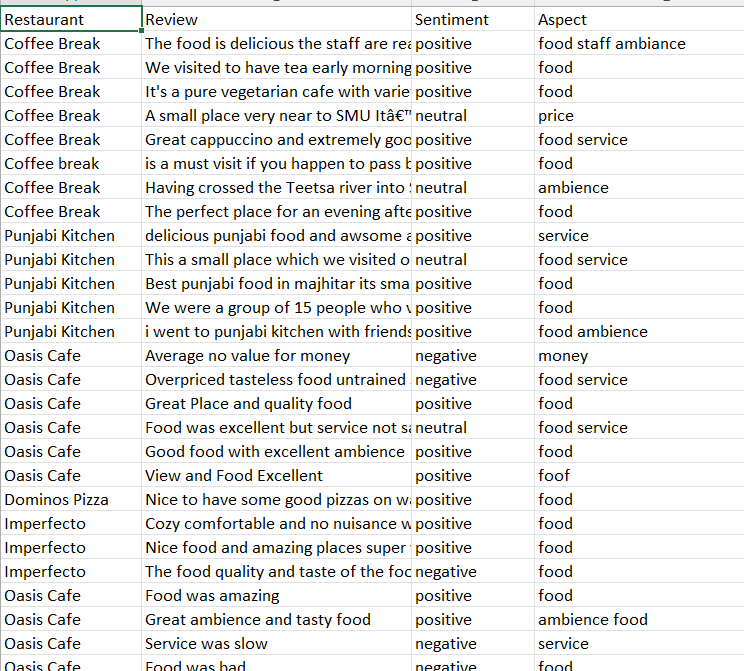 Restaurant Review Sentiment Aspect
Coffee Break The food is delicious the staff are rea positive food staff ambiance
Coffee Break We visited to have tea early morning positive food
Coffee Break It's a pure vegetarian cafe with varie positive food
Coffee Break A small place very near to SMU Itâ€™ neutral price
Coffee Break Great cappuccino and extremely goo positive food service
Coffee break is a must visit if you happen to pass b positive food
Coffee Break Having crossed the Teetsa river into neutral ambience
Coffee Break The perfect place for an evening afte positive food
Punjabi Kitchen delicious punjabi food and awsome a positive service
Punjabi Kitchen This a small place which we visited o neutral food service
Punjabi Kitchen Best punjabi food in majhitar its sma positive food
Punjabi Kitchen We were a group of 15 people who positive food
Punjabi Kitchen i went to punjabi kitchen with friends positive food ambience
Oasis Cafe Average no value for money negative money
Oasis Cafe Overpriced tasteless food untrained negative food service
Oasis Cafe Great Place and quality food positive food
Oasis Cafe Food was excellent but service not sa neutral food service
Oasis Cafe Good food with excellent ambience positive food
Oasis Cafe View and Food Excellent positive foof
Dominos Pizza Nice to have some good pizzas on wa positive food
Imperfecto Cozy comfortable and no nuisance w positive food
Imperfecto Nice food and amazing places super positive food
Imperfecto The food quality and taste of the foo negative food
Oasis Cafe Food was amazing positive food
Oasis Cafe Great ambience and tasty food positive ambience food
Oasis Cafe Service was slow negative service
Oasis Cafe Food was bad negative food